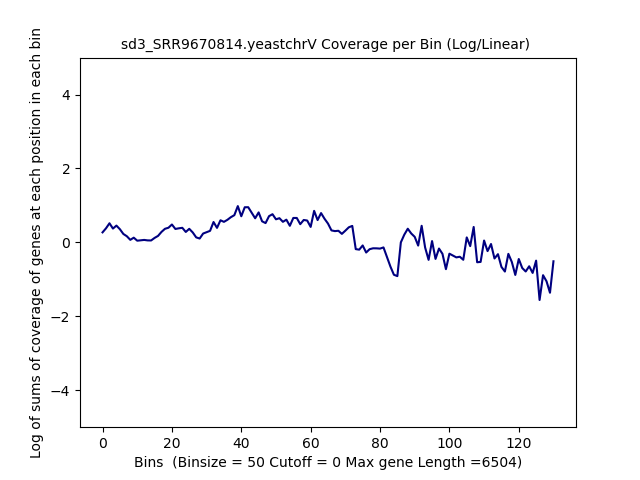 sd3_SRR9670814.yeastchrV Coverage per Bin (Log/Linear)
Log of sums of coverage of genes at each position in each bin
4
2
0
−2
−4
0 20 40 60 80 100 120
Bins  (Binsize = 50 Cutoff = 0 Max gene Length =6504)